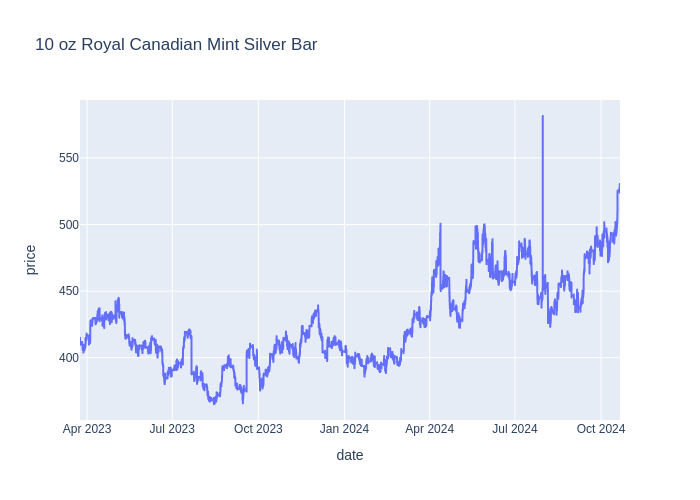 10 oz Royal Canadian Mint Silver Bar
550
500
450
400
price
Apr 2023
Jul 2023
Oct 2023
Jan 2024
Apr 2024
Jul 2024
Oct 2024
date